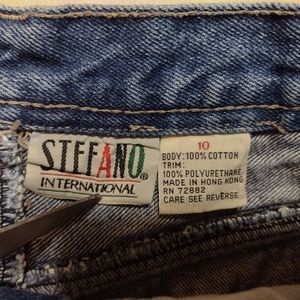 STEFANO®
INTERNATIONAL
10
BODY: 100% COTTON
TRIM:
100% POLYURETHANE
MADE IN HONG KONG
RN 72882
CARE SEE REVERSE